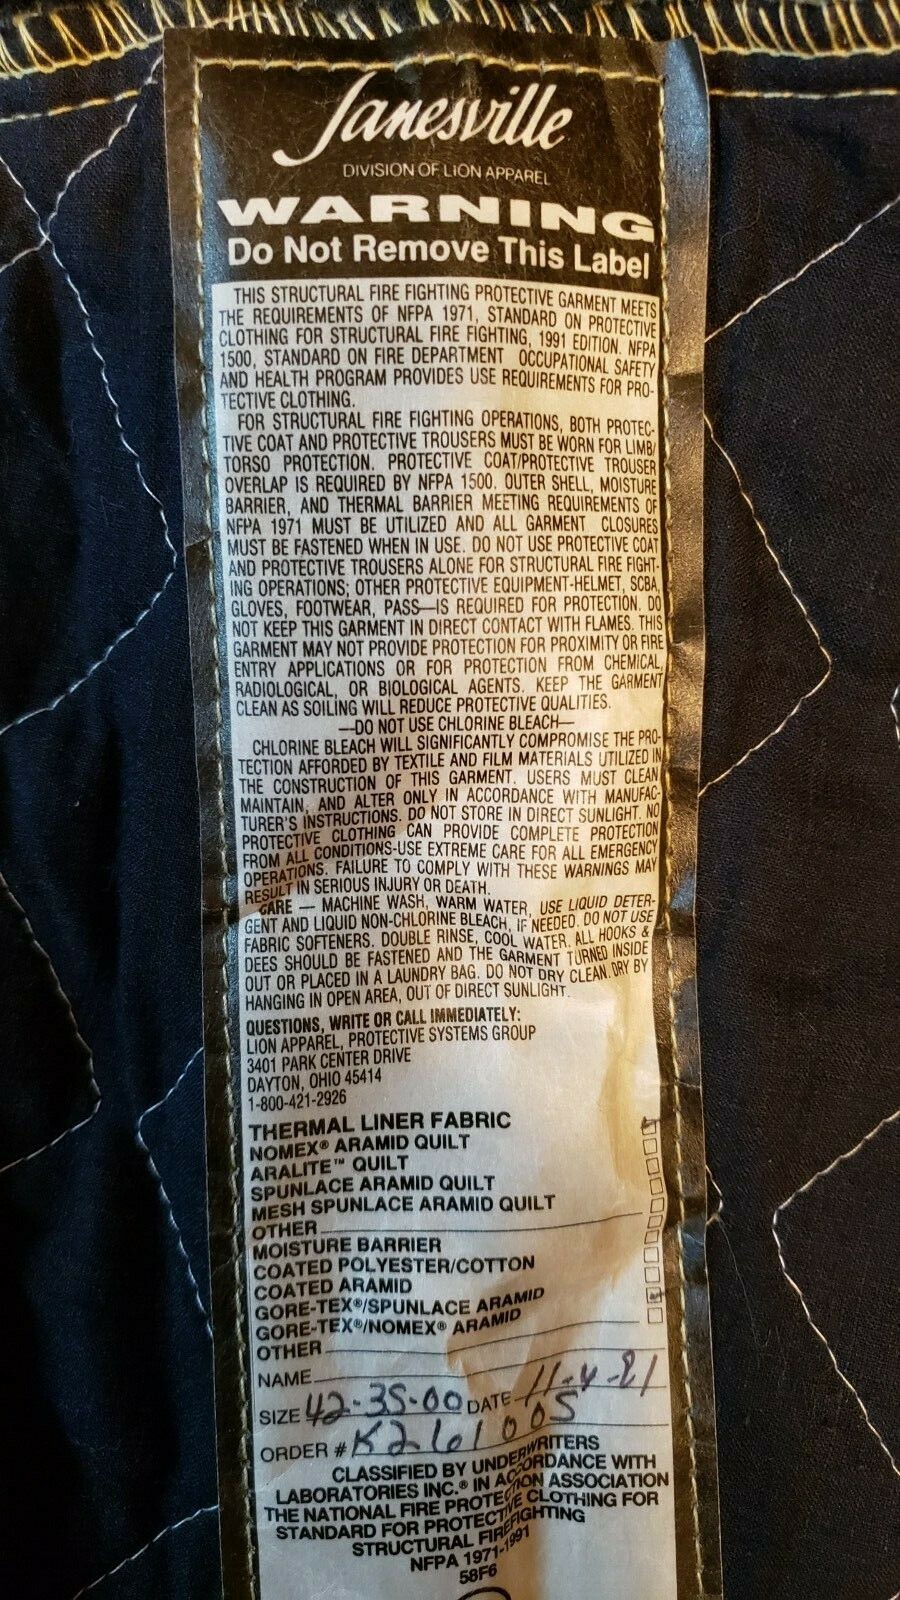 Janesville
DIVISION OF LION APPAREL
WARNING
Do Not Remove This Label
THIS STRUCTURAL FIRE FIGHTING PROTECTIVE GARMENT MEETS
THE REQUIREMENTS OF NFPA 1971, STANDARD ON PROTECTIVE
CLOTHING FOR STRUCTURAL FIRE FIGHTING, 1991 EDITION. NFPA
1500, STANDARD ON FIRE DEPARTMENT OCCUPATIONAL SAFETY
AND HEALTH PROGRAM PROVIDES USE REQUIREMENTS FOR PRO-
TECTIVE CLOTHING.
FOR STRUCTURAL FIRE FIGHTING OPERATIONS, BOTH PROTEC-
TIVE COAT AND PROTECTIVE TROUSERS MUST BE WORN FOR LIMB/
TORSO PROTECTION. PROTECTIVE COAT/PROTECTIVE TROUSER
OVERLAP IS REQUIRED BY NFPA 1500. OUTER SHELL, MOISTURE
BARRIER, AND THERMAL BARRIER MEETING REQUIREMENTS OF
NFPA 1971 MUST BE UTILIZED AND ALL GARMENT CLOSURES
MUST BE FASTENED WHEN IN USE. DO NOT USE PROTECTIVE COAT
AND PROTECTIVE TROUSERS ALONE FOR STRUCTURAL FIRE FIGHT-
ING OPERATIONS; OTHER PROTECTIVE EQUIPMENT-HELMET, SCBA,
GLOVES, FOOTWEAR, PASS—IS REQUIRED FOR PROTECTION. DO
NOT KEEP THIS GARMENT IN DIRECT CONTACT WITH FLAMES. THIS
GARMENT MAY NOT PROVIDE PROTECTION FOR PROXIMITY OR FIRE
ENTRY APPLICATIONS OR FOR PROTECTION FROM CHEMICAL,
RADIOLOGICAL, OR BIOLOGICAL AGENTS. KEEP THE GARMENT
CLEAN AS SOILING WILL REDUCE PROTECTIVE QUALITIES.
—DO NOT USE CHLORINE BLEACH—
CHLORINE BLEACH WILL SIGNIFICANTLY COMPROMISE THE PRO-
TECTION AFFORDED BY TEXTILE AND FILM MATERIALS UTILIZED IN
THE CONSTRUCTION OF THIS GARMENT. USERS MUST CLEAN,
MAINTAIN, AND ALTER ONLY IN ACCORDANCE WITH MANUFAC-
TURER'S INSTRUCTIONS. DO NOT STORE IN DIRECT SUNLIGHT. NO
PROTECTIVE CLOTHING CAN PROVIDE COMPLETE PROTECTION
FROM ALL CONDITIONS-USE EXTREME CARE FOR ALL EMERGENCY
OPERATIONS. FAILURE TO COMPLY WITH THESE WARNINGS MAY
RESULT IN SERIOUS INJURY OR DEATH.
CARE — MACHINE WASH, WARM WATER, USE LIQUID DETER-
GENT AND LIQUID NON-CHLORINE BLEACH, IF NEEDED. DO NOT USE
FABRIC SOFTENERS. DOUBLE RINSE, COOL WATER. ALL HOOKS &
DEES SHOULD BE FASTENED AND THE GARMENT TURNED INSIDE
OUT OR PLACED IN A LAUNDRY BAG. DO NOT DRY CLEAN. DRY BY
HANGING IN OPEN AREA, OUT OF DIRECT SUNLIGHT.
QUESTIONS, WRITE OR CALL IMMEDIATELY:
LION APPAREL, PROTECTIVE SYSTEMS GROUP
3401 PARK CENTER DRIVE
DAYTON, OHIO 45414
1-800-421-2926
THERMAL LINER FABRIC
NOMEX® ARAMID QUILT
ARALITE™ QUILT
SPUNLACE ARAMID QUILT
MESH SPUNLACE ARAMID QUILT
OTHER
MOISTURE BARRIER
COATED POLYESTER/COTTON
COATED ARAMID
GORE-TEX®/SPUNLACE ARAMID
GORE-TEX®/NOMEX® ARAMID
OTHER
NAME
SIZE 42-35-00 DATE 11-4-
ORDER # K261005
CLASSIFIED BY UNDERWRITERS
LABORATORIES INC.® IN ACCORDANCE WITH
THE NATIONAL FIRE PROTECTION ASSOCIATION
STANDARD FOR PROTECTIVE CLOTHING FOR
STRUCTURAL FIREFIGHTING
NFPA 1971-1991
58F6